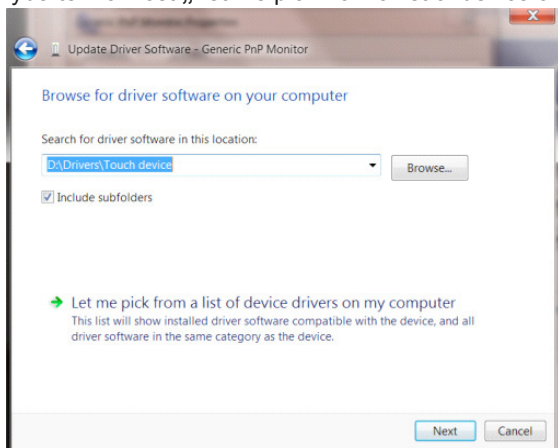 Update Driver Software - Generic PnP Monitor
Browse for driver software on your computer
Search for driver software in this location:
D:\Drivers\Touch device
Browse...
Include subfolders
Let me pick from a list of device drivers on my computer
This list will show installed driver software compatible with the device, and all
driver software in the same category as the device.
Next
Cancel